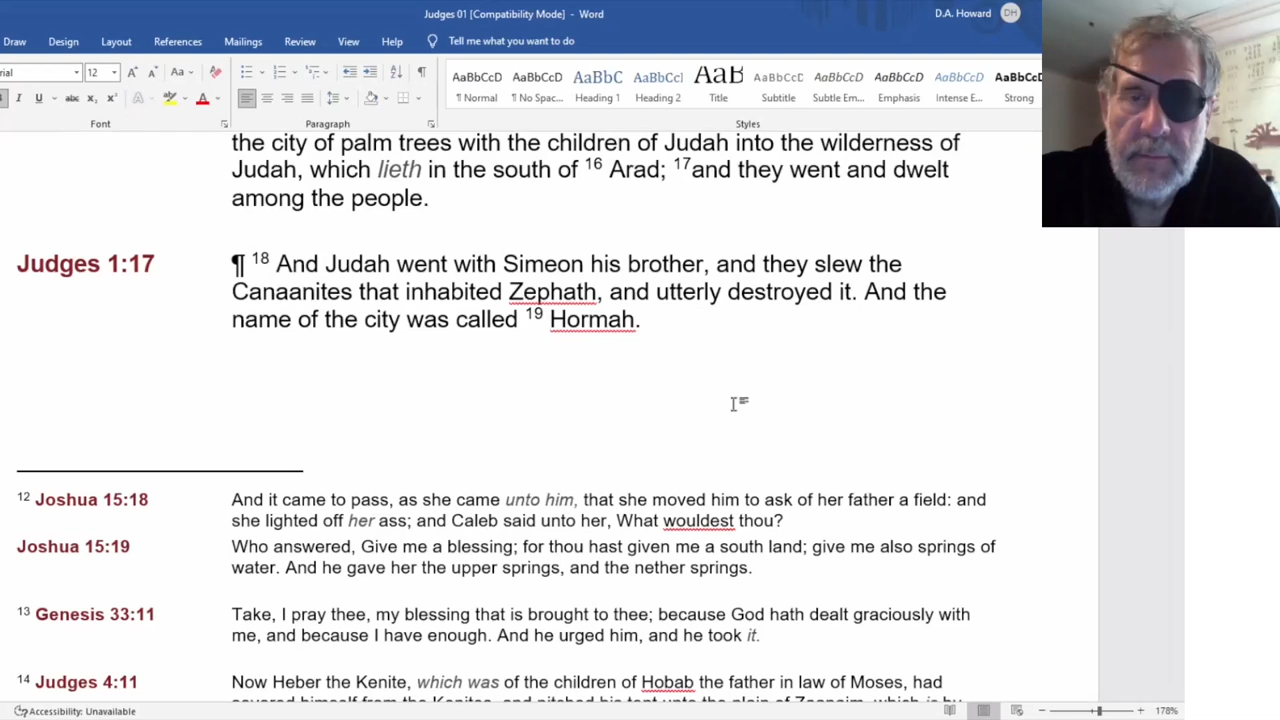 Judges 01 [Compatibility Mode] - Word
D.A. Howard DH
Draw Design Layout References Mailings Review View Help Tell me what you want to do
rial 12 Aa
I U abc x₂ x² A A
AaBbCcD AaBbCcD AaBbC AaBbCcl AaB AaBbCcD AaBbCcD AaBbCcD AaBbCcD AaBbCcD
¶ Normal ¶ No Spac... Heading 1 Heading 2 Title Subtitle Subtle Em... Emphasis Intense E... Strong
Font Paragraph Styles
the city of palm trees with the children of Judah into the wilderness of
Judah, which lieth in the south of 16 Arad; 17and they went and dwelt
among the people.
Judges 1:17 ¶ 18 And Judah went with Simeon his brother, and they slew the
Canaanites that inhabited Zephath, and utterly destroyed it. And the
name of the city was called 19 Hormah.
12 Joshua 15:18 And it came to pass, as she came unto him, that she moved him to ask of her father a field: and
she lighted off her ass; and Caleb said unto her, What wouldest thou?
Joshua 15:19 Who answered, Give me a blessing; for thou hast given me a south land; give me also springs of
water. And he gave her the upper springs, and the nether springs.
13 Genesis 33:11 Take, I pray thee, my blessing that is brought to thee; because God hath dealt graciously with
me, and because I have enough. And he urged him, and he took it.
14 Judges 4:11 Now Heber the Kenite, which was of the children of Hobab the father in law of Moses, had
Accessibility: Unavailable 178%